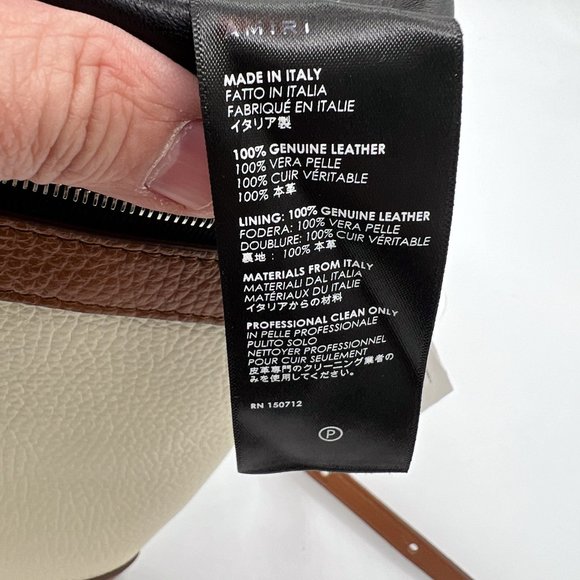 AMIRI
MADE IN ITALY
FATTO IN ITALIA
FABRIQUÉ EN ITALIE
イタリア製
100% GENUINE LEATHER
100% VERA PELLE
100% CUIR VÉRITABLE
100% 本革
LINING: 100% GENUINE LEATHER
FODERA: 100% VERA PELLE
DOUBLURE: 100% CUIR VÉRITABLE
裏地：100% 本革
MATERIALS FROM ITALY
MATERIALI DAL ITALIA
MATÉRIAUX DU ITALIE
イタリアからの材料
PROFESSIONAL CLEAN ONLY
IN PELLE PROFESSIONALE
PULITO SOLO
NETTOYER PROFESSIONNEL
POUR CUIR SEULEMENT
皮革専門のクリーニング業者の
みを使用してください。
RN 150712
P